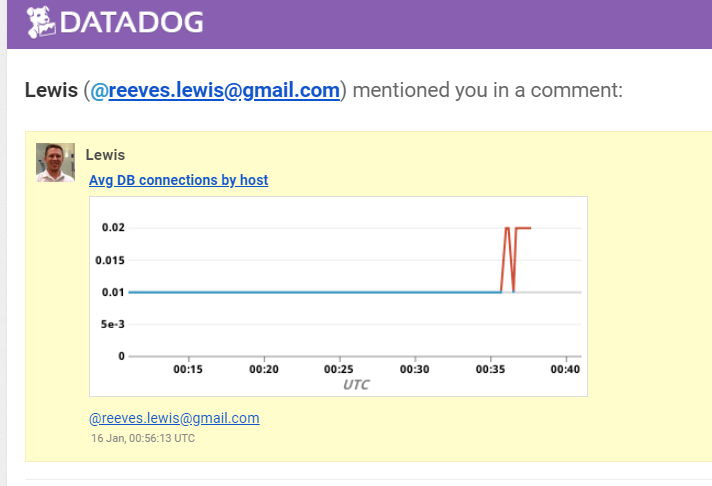 DATADOG
Lewis (@reeves.lewis@gmail.com) mentioned you in a comment:
Lewis
Avg DB connections by host
0.02
0.015
0.01
5e-3
0
00:15 00:20 00:25 00:30 00:35 00:40
UTC
@reeves.lewis@gmail.com
16 Jan, 00:56:13 UTC